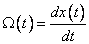 Ω(t) = dx(t)/dt